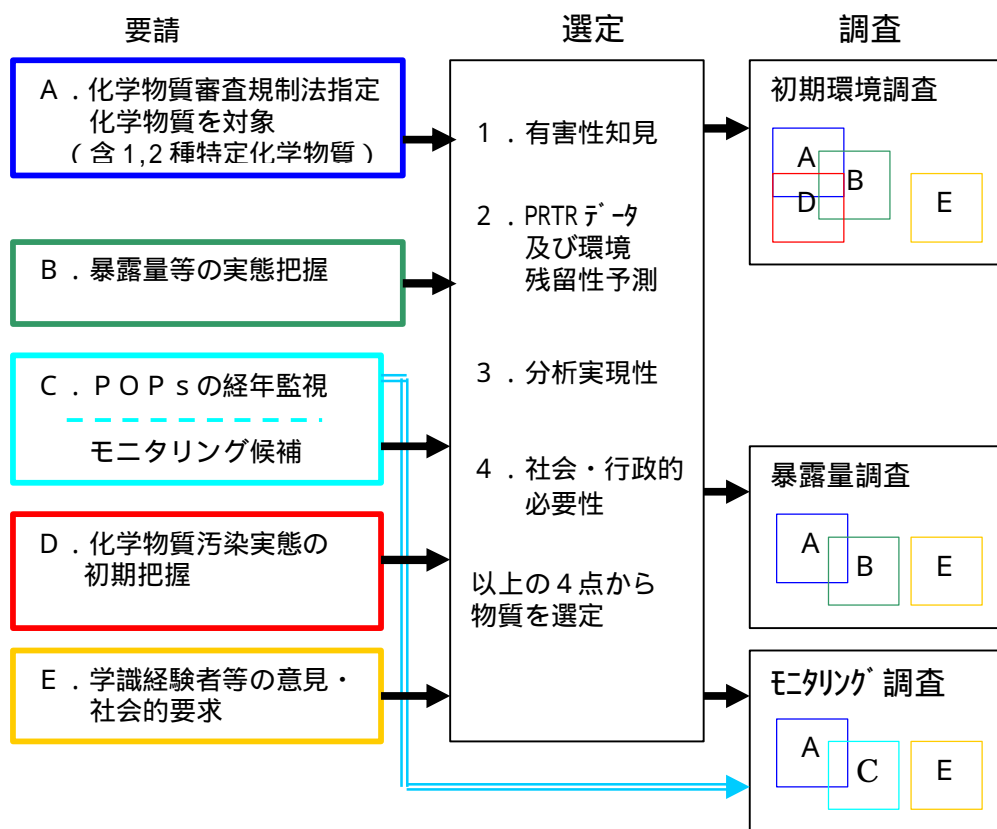 要請
選定
調査
A．化学物質審査規制法指定
化学物質を対象
(含1,2種特定化学物質)
B．暴露量等の実態把握
C．ＰＯＰｓの経年監視
モニタリング候補
D．化学物質汚染実態の
初期把握
E．学識経験者等の意見・
社会的要求
1．有害性知見
2．PRTRﾃﾞｰﾀ
及び環境
残留性予測
3．分析実現性
4．社会・行政的
必要性
以上の４点から
物質を選定
初期環境調査
A
B
D
E
暴露量調査
A
B
E
ﾓﾆﾀﾘﾝｸﾞ調査
A
C
E